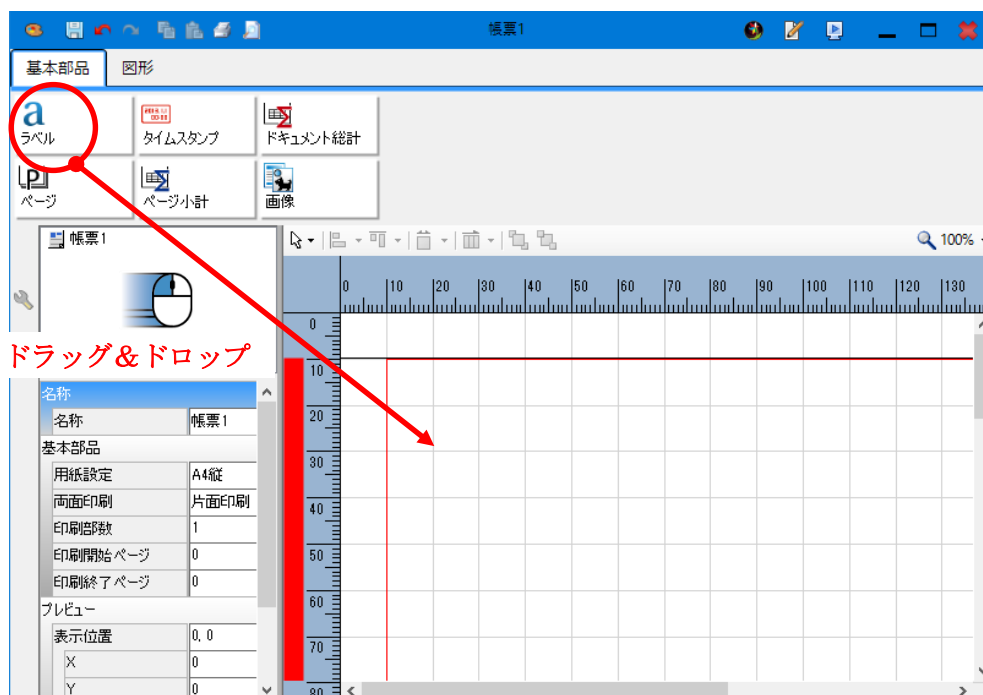 帳票1
基本部品 図形
a
ラベル タイムスタンプ ドキュメント総計
P
ページ ページ小計 画像
帳票1
100%
0 10 20 30 40 50 60 70 80 90 100 110 120 130
ドラッグ＆ドロップ
0
10
20
30
40
50
60
70
80
名称
名称 帳票1
基本部品
用紙設定 A4縦
両面印刷 片面印刷
印刷部数 1
印刷開始ページ 0
印刷終了ページ 0
プレビュー
表示位置 0, 0
X 0
Y 0